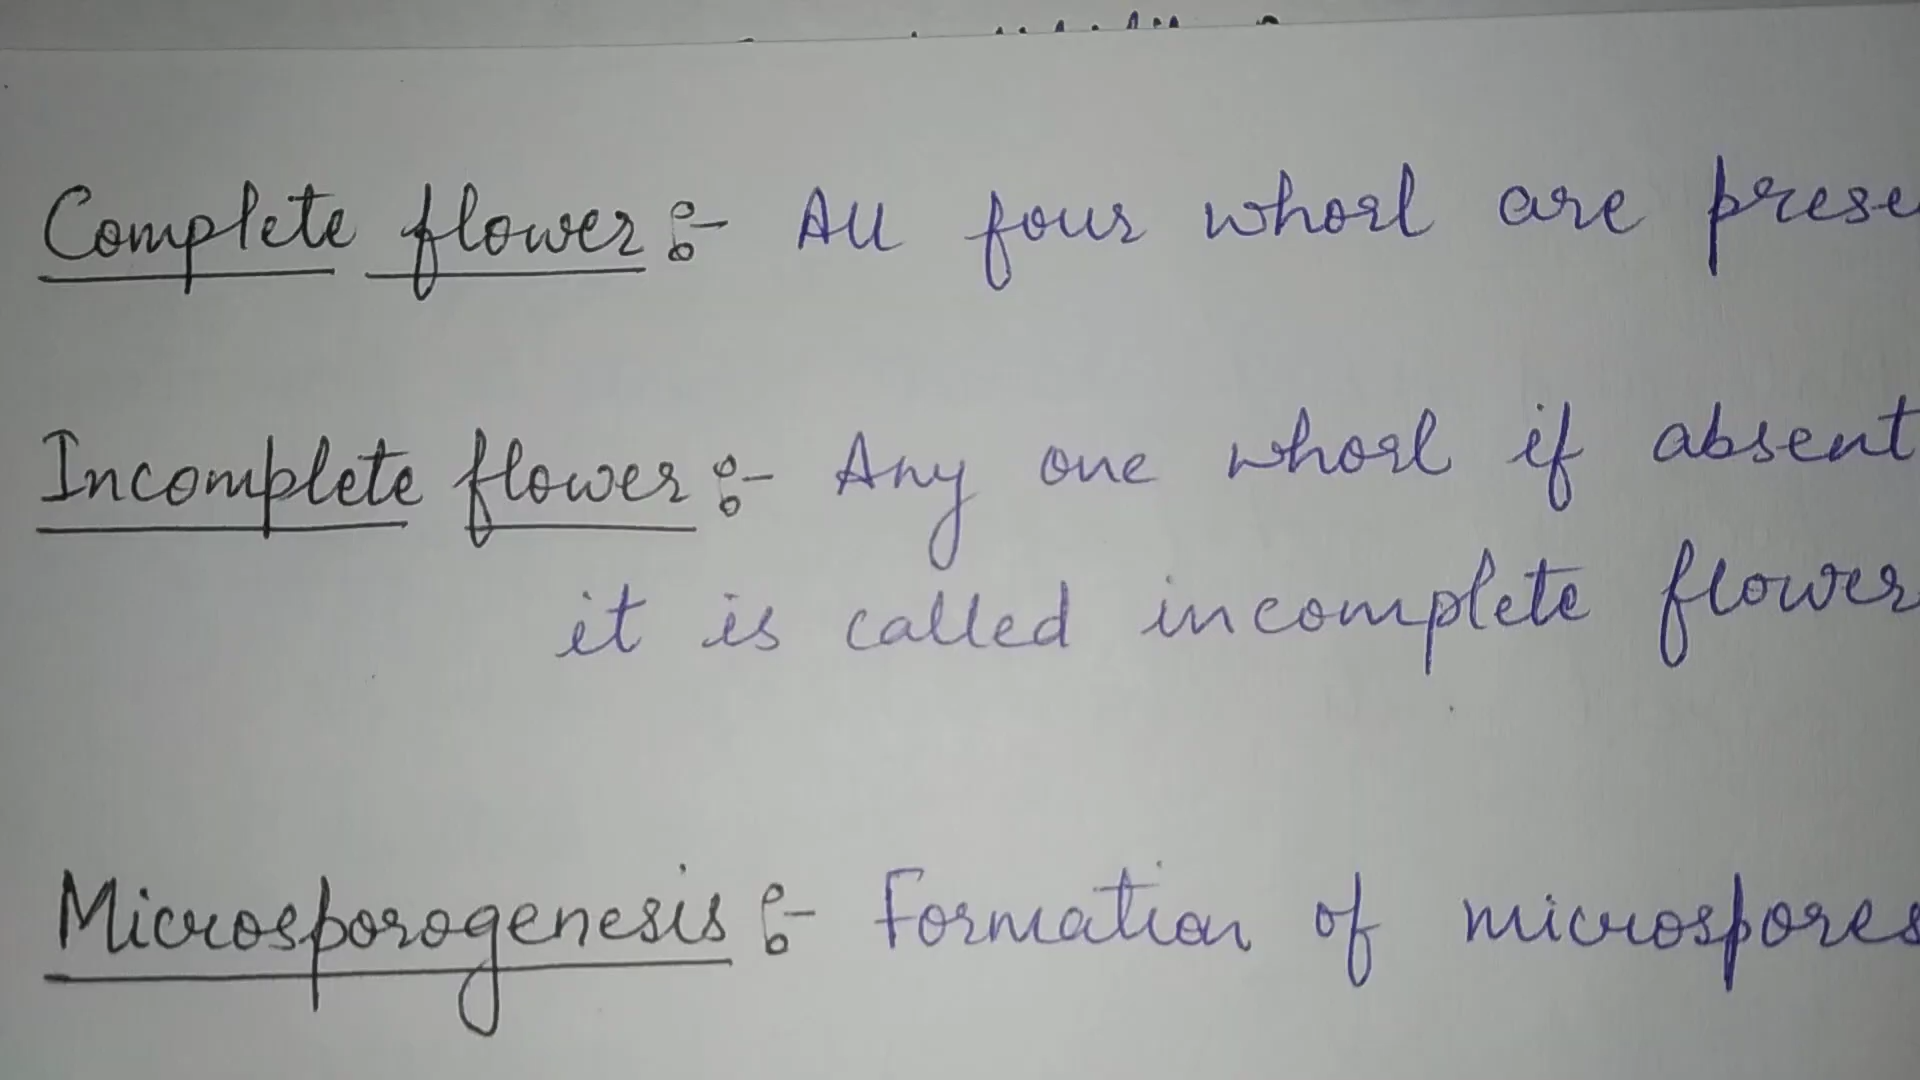 Complete flower :- All four whorl are prese
Incomplete flower :- Any one whorl if absent
it is called incomplete flower
Microsporogenesis :- Formation of microspores